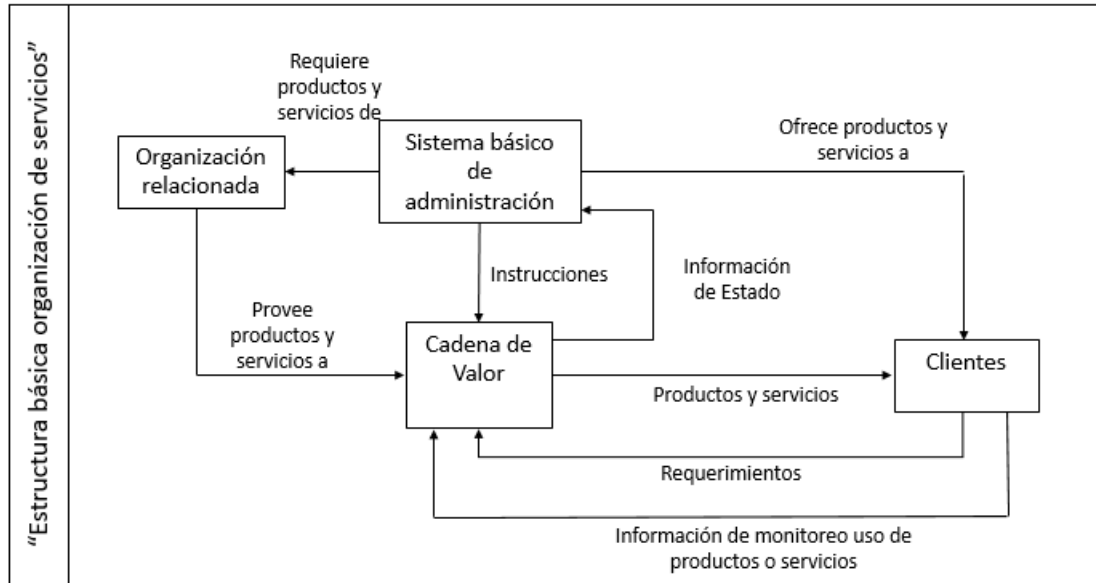 “Estructura básica organización de servicios”
Requiere
productos y
servicios de
Organización
relacionada
Sistema básico
de
administración
Ofrece productos y
servicios a
Instrucciones
Información
de Estado
Provee
productos y
servicios a
Cadena de
Valor
Productos y servicios
Clientes
Requerimientos
Información de monitoreo uso de
productos o servicios